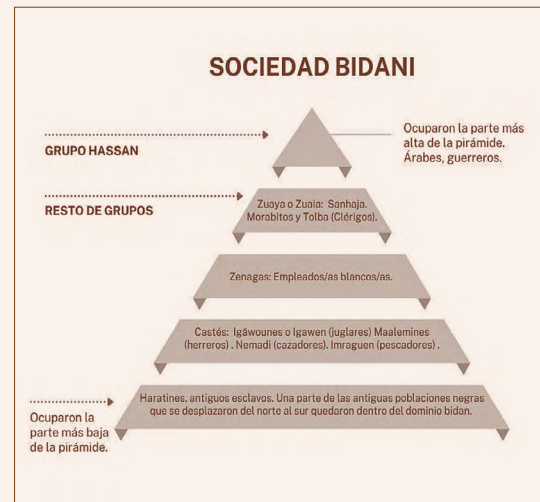 SOCIEDAD BIDANI
GRUPO HASSAN
Ocuparon la parte más
alta de la pirámide.
Árabes, guerreros.
RESTO DE GRUPOS
Zuaya o Zuaia: Sanhaja.
Morabitos y Tolba (Clérigos).
Zenagas: Empleados/as blancos/as.
Castés: Igâwounes o Igawen (juglares) Maalemines
(herreros) . Nemadi (cazadores). Imraguen (pescadores) .
Haratines, antiguos esclavos. Una parte de las antiguas poblaciones negras
que se desplazaron del norte al sur quedaron dentro del dominio bidan.
Ocuparon la
parte más baja
de la pirámide.